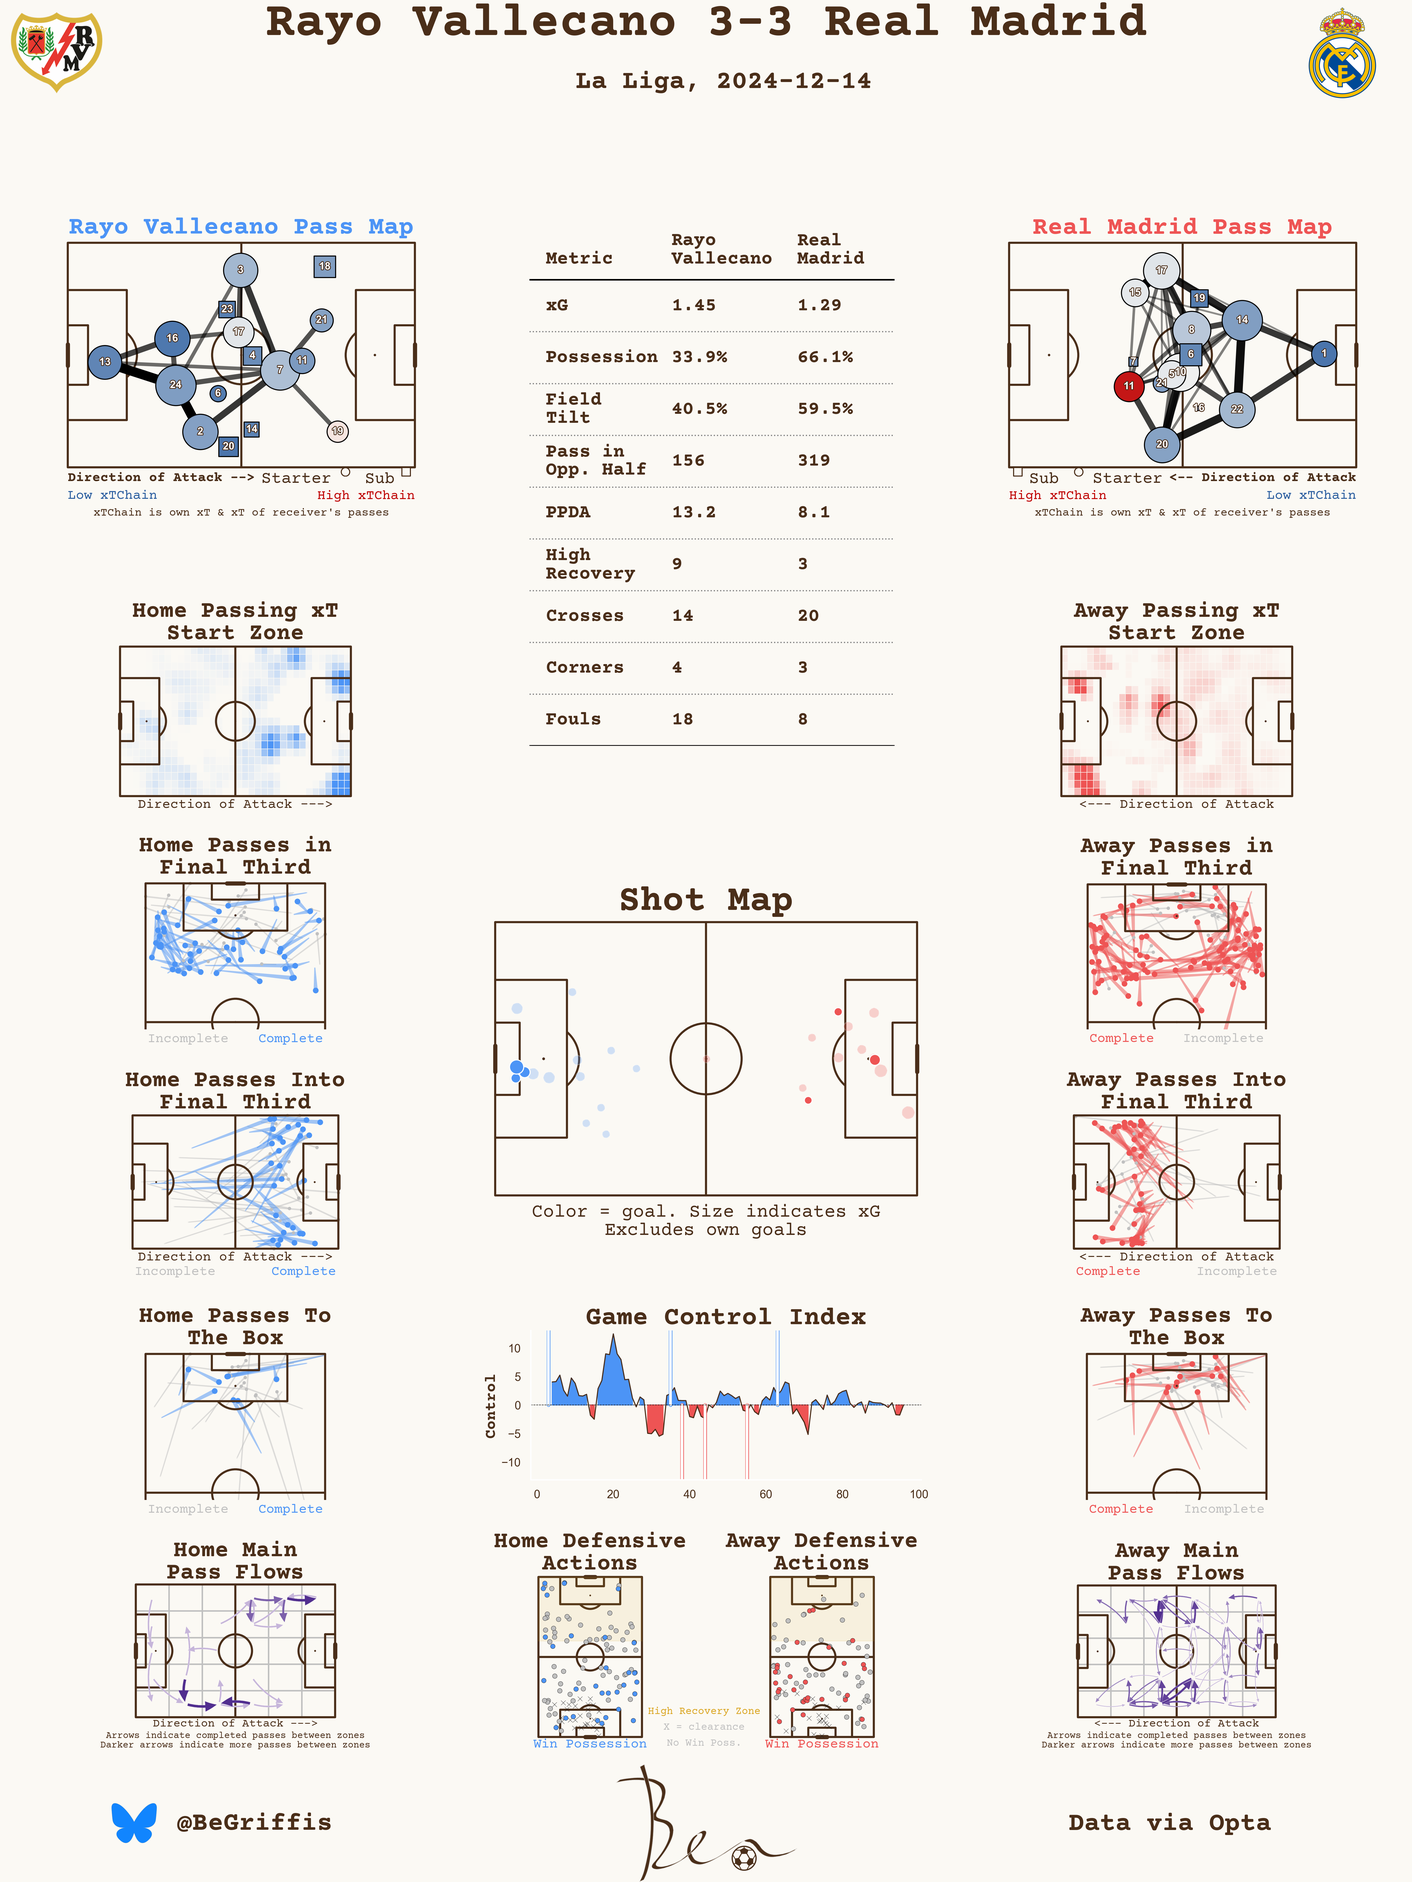 Rayo Vallecano 3-3 Real Madrid
La Liga, 2024-12-14
RVM
Rayo Vallecano Pass Map
3
18
23
17
21
16
4
11
13
7
24
6
2
19
14
20
Direction of Attack --> Starter Sub
Low xTChain High xTChain
xTChain is own xT & xT of receiver's passes
Metric Rayo Vallecano Real Madrid
xG 1.45 1.29
Possession 33.9% 66.1%
Field Tilt 40.5% 59.5%
Pass in Opp. Half 156 319
PPDA 13.2 8.1
High Recovery 9 3
Crosses 14 20
Corners 4 3
Fouls 18 8
Real Madrid Pass Map
17
15
19
14
8
6
1
7
5
10
11
21
16
22
20
Sub Starter <-- Direction of Attack
High xTChain Low xTChain
xTChain is own xT & xT of receiver's passes
Home Passing xT
Start Zone
Direction of Attack --->
Away Passing xT
Start Zone
<--- Direction of Attack
Home Passes in
Final Third
Incomplete Complete
Away Passes in
Final Third
Complete Incomplete
Shot Map
Color = goal. Size indicates xG
Excludes own goals
Home Passes Into
Final Third
Direction of Attack --->
Incomplete Complete
Away Passes Into
Final Third
<--- Direction of Attack
Complete Incomplete
Home Passes To
The Box
Incomplete Complete
Game Control Index
Control
10
5
0
−5
−10
0 20 40 60 80 100
Away Passes To
The Box
Complete Incomplete
Home Main
Pass Flows
Direction of Attack --->
Arrows indicate completed passes between zones
Darker arrows indicate more passes between zones
Home Defensive
Actions
Win Possession
Away Defensive
Actions
Win Possession
High Recovery Zone
X = clearance
No Win Poss.
Away Main
Pass Flows
<--- Direction of Attack
Arrows indicate completed passes between zones
Darker arrows indicate more passes between zones
@BeGriffis
Data via Opta